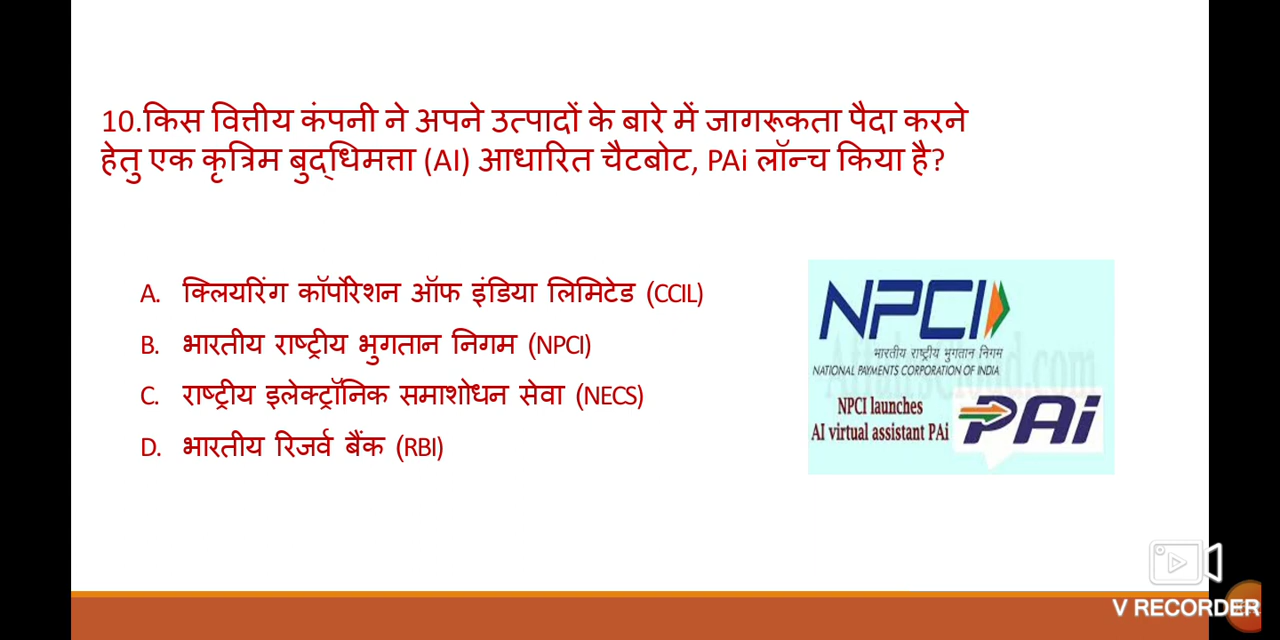 10.किस वित्तीय कंपनी ने अपने उत्पादों के बारे में जागरूकता पैदा करने
हेतु एक कृत्रिम बुद्धिमत्ता (AI) आधारित चैटबोट, PAi लॉन्च किया है?
A. क्लियरिंग कॉर्पोरेशन ऑफ इंडिया लिमिटेड (CCIL)
B. भारतीय राष्ट्रीय भुगतान निगम (NPCI)
C. राष्ट्रीय इलेक्ट्रॉनिक समाशोधन सेवा (NECS)
D. भारतीय रिजर्व बैंक (RBI)
NPCI
भारतीय राष्ट्रीय भुगतान निगम
NATIONAL PAYMENTS CORPORATION OF INDIA
AffairsCloud.com
NPCI launches
AI virtual assistant PAi
PAi
V RECORDER